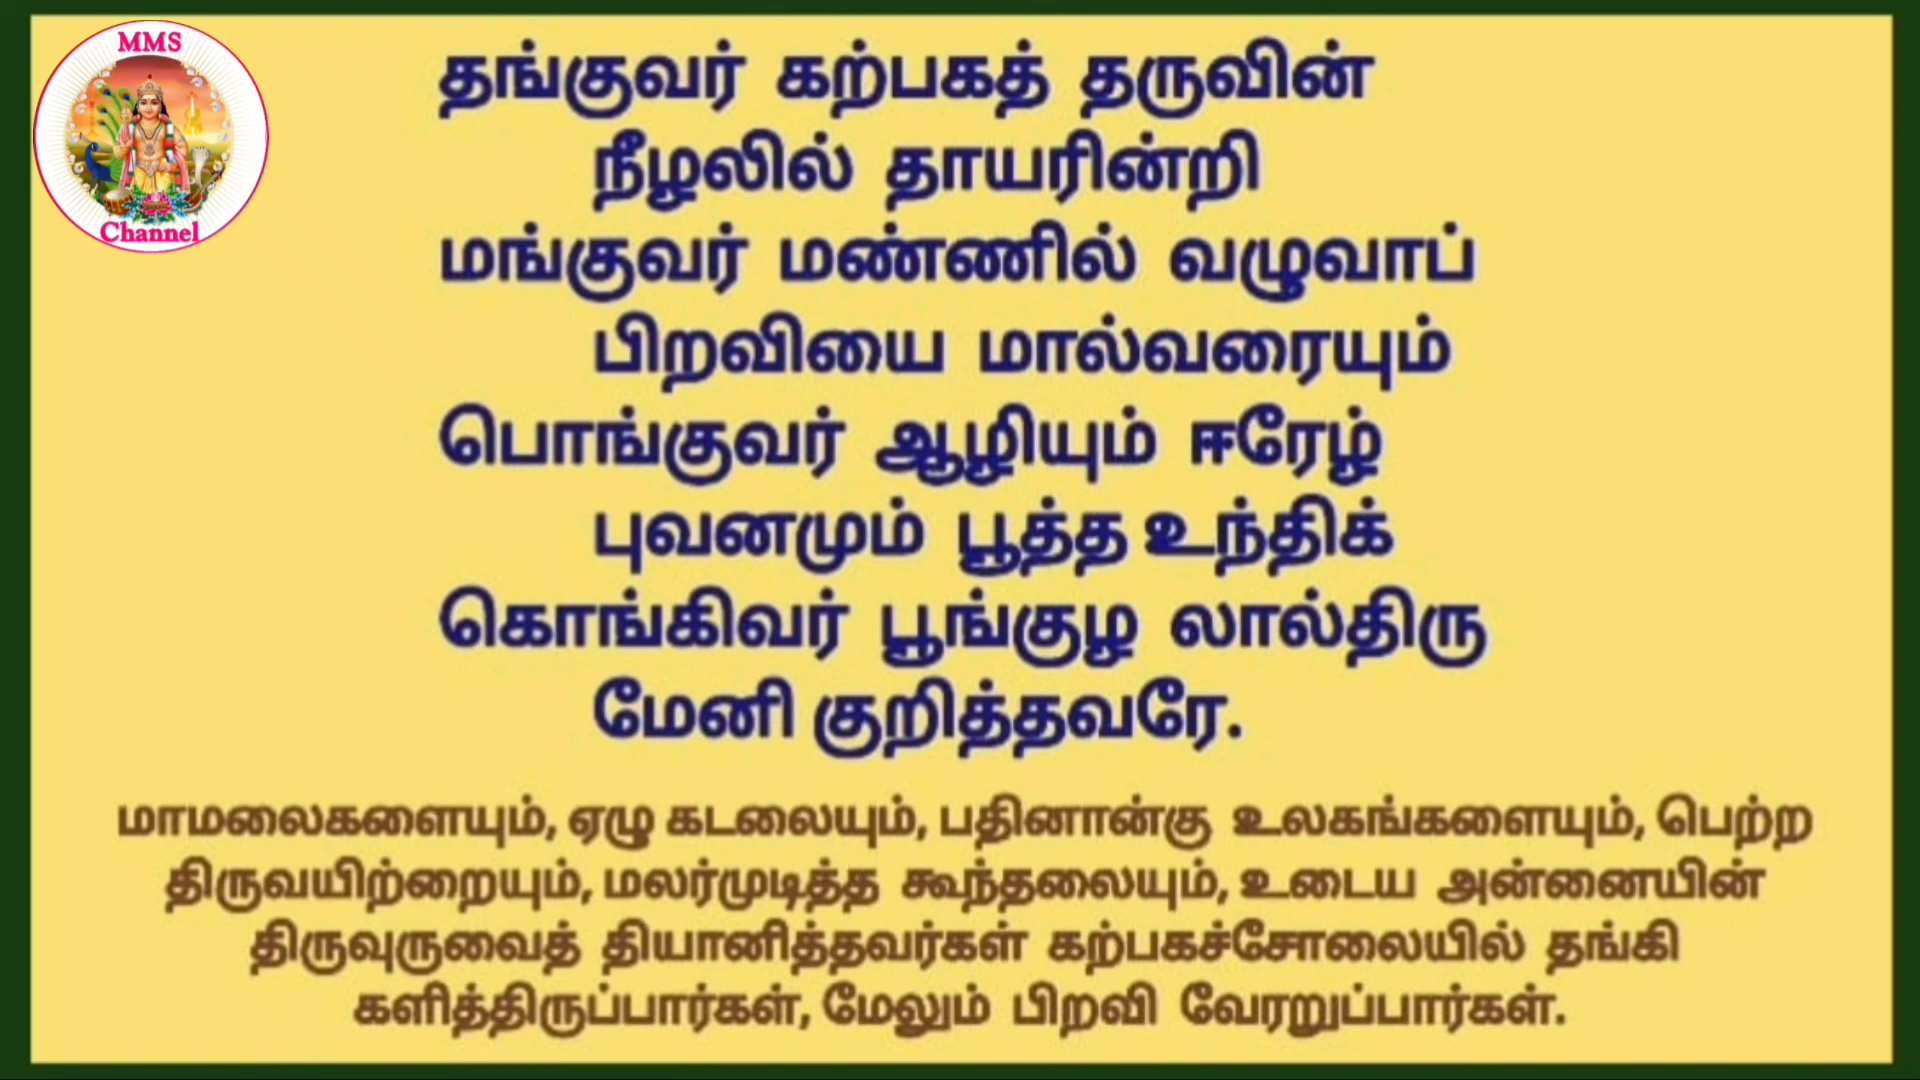 MMS
Channel
தங்குவர் கற்பகத் தருவின்
நீழலில் தாயரின்றி
மங்குவர் மண்ணில் வழுவாப்
பிறவியை மால்வரையும்
பொங்குவர் ஆழியும் ஈரேழ்
புவனமும் பூத்த உந்திக்
கொங்கிவர் பூங்குழ லால்திரு
மேனி குறித்தவரே.
மாமலைகளையும், ஏழு கடலையும், பதினான்கு உலகங்களையும், பெற்ற
திருவயிற்றையும், மலர்முடித்த கூந்தலையும், உடைய அன்னையின்
திருவுருவைத் தியானித்தவர்கள் கற்பகச்சோலையில் தங்கி
களித்திருப்பார்கள், மேலும் பிறவி வேரறுப்பார்கள்.